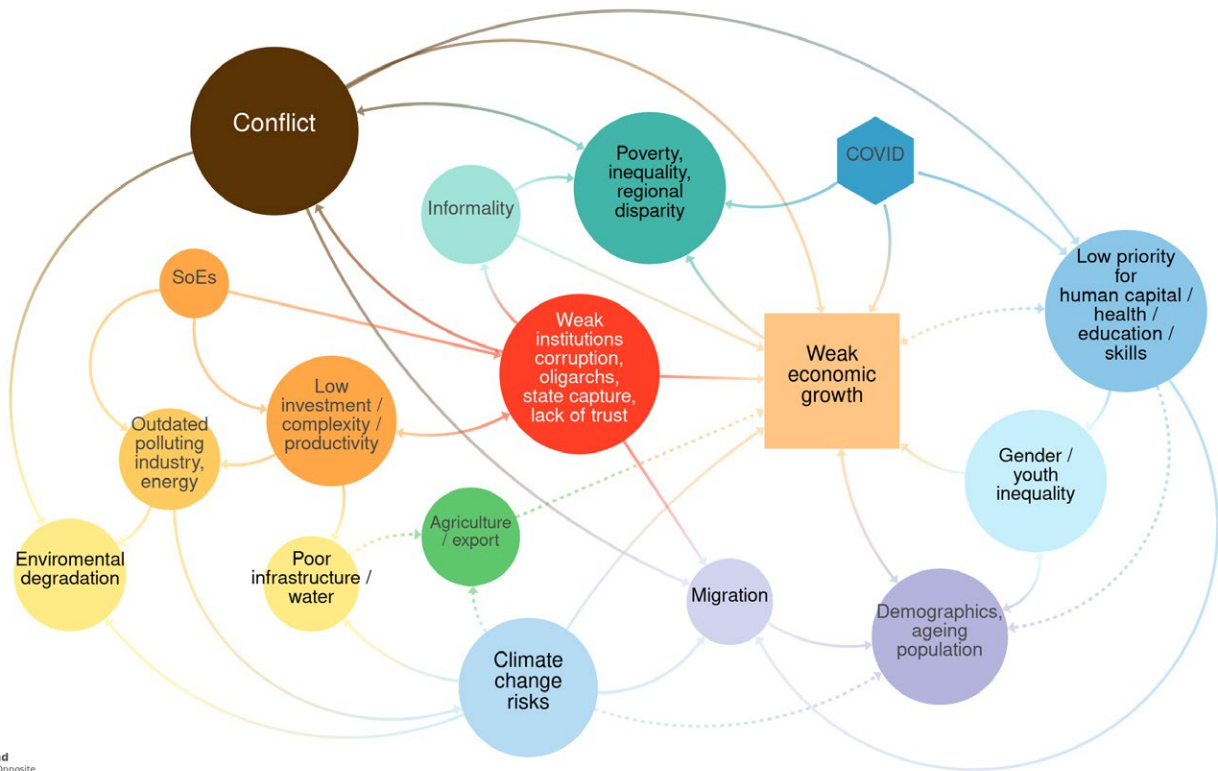 Conflict
Poverty,
inequality,
regional
disparity
COVID
Informality
Low priority
for
human capital /
health /
education /
skills
SoEs
Weak
institutions
corruption,
oligarchs,
state capture,
lack of trust
Weak
economic
growth
Low
investment /
complexity /
productivity
Outdated
polluting
industry,
energy
Gender /
youth
inequality
Agriculture
/ export
Enviromental
degradation
Poor
infrastructure /
water
Migration
Demographics,
ageing
population
Climate
change
risks
Opposite